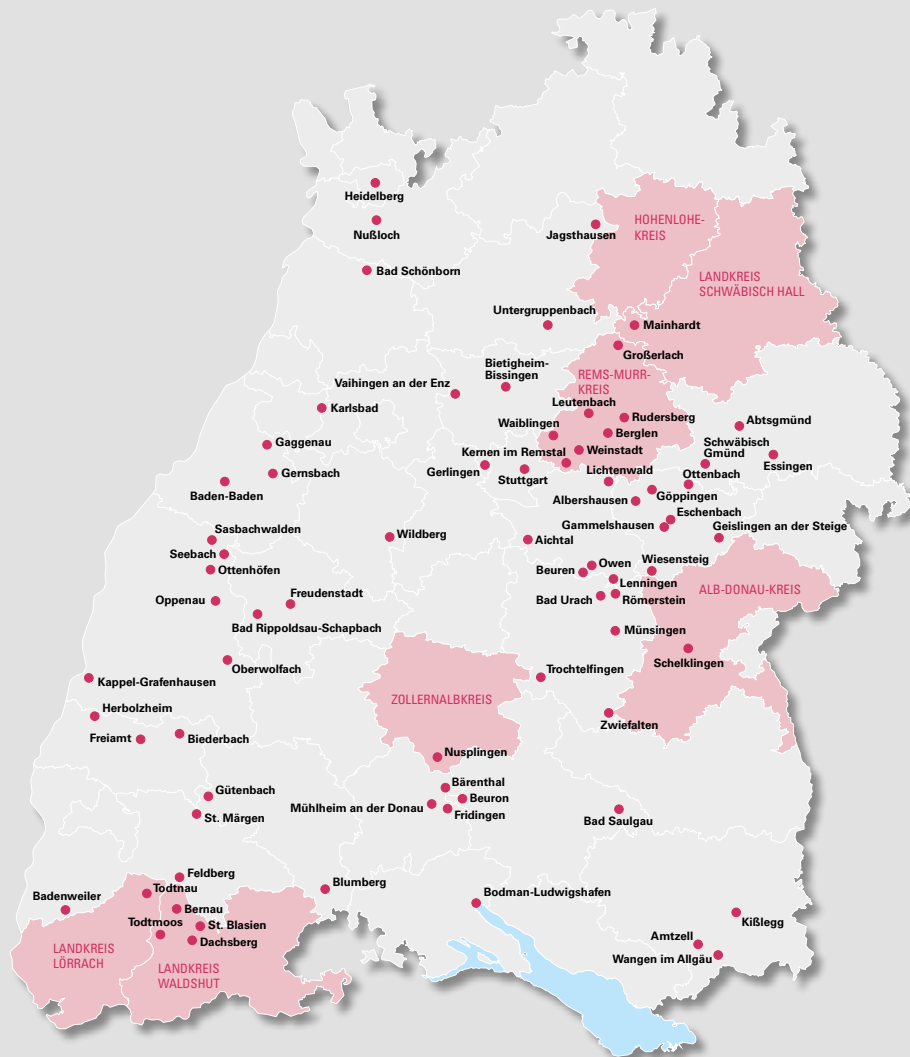 Heidelberg
Nußloch
Jagsthausen
HOHENLOHE-
KREIS
Bad Schönborn
LANDKREIS
SCHWÄBISCH HALL
Untergruppenbach
Mainhardt
Großerlach
Bietigheim-
Bissingen
REMS-MURR-
KREIS
Vaihingen an der Enz
Karlsbad
Leutenbach
Rudersberg
Waiblingen
Berglen
Abtsgmünd
Gaggenau
Schwäbisch
Gmünd
Kernen im Remstal
Weinstadt
Essingen
Gernsbach
Gerlingen
Stuttgart
Lichtenwald
Ottenbach
Baden-Baden
Albershausen
Göppingen
Eschenbach
Gammelshausen
Geislingen an der Steige
Sasbachwalden
Wildberg
Aichtal
Seebach
Ottenhöfen
Owen
Wiesensteig
Beuren
Lenningen
ALB-DONAU-KREIS
Oppenau
Freudenstadt
Bad Urach
Römerstein
Bad Rippoldsau-Schapbach
Münsingen
Oberwolfach
Schelklingen
Kappel-Grafenhausen
Trochtelfingen
ZOLLERNALBKREIS
Herbolzheim
Zwiefalten
Freiamt
Biederbach
Nusplingen
Bärenthal
Gütenbach
Beuron
Mühlheim an der Donau
St. Märgen
Fridingen
Bad Saulgau
Feldberg
Todtnau
Blumberg
Badenweiler
Bodman-Ludwigshafen
Bernau
Todtmoos
St. Blasien
Kißlegg
Dachsberg
Amtzell
LANDKREIS
LÖRRACH
Wangen im Allgäu
LANDKREIS
WALDSHUT